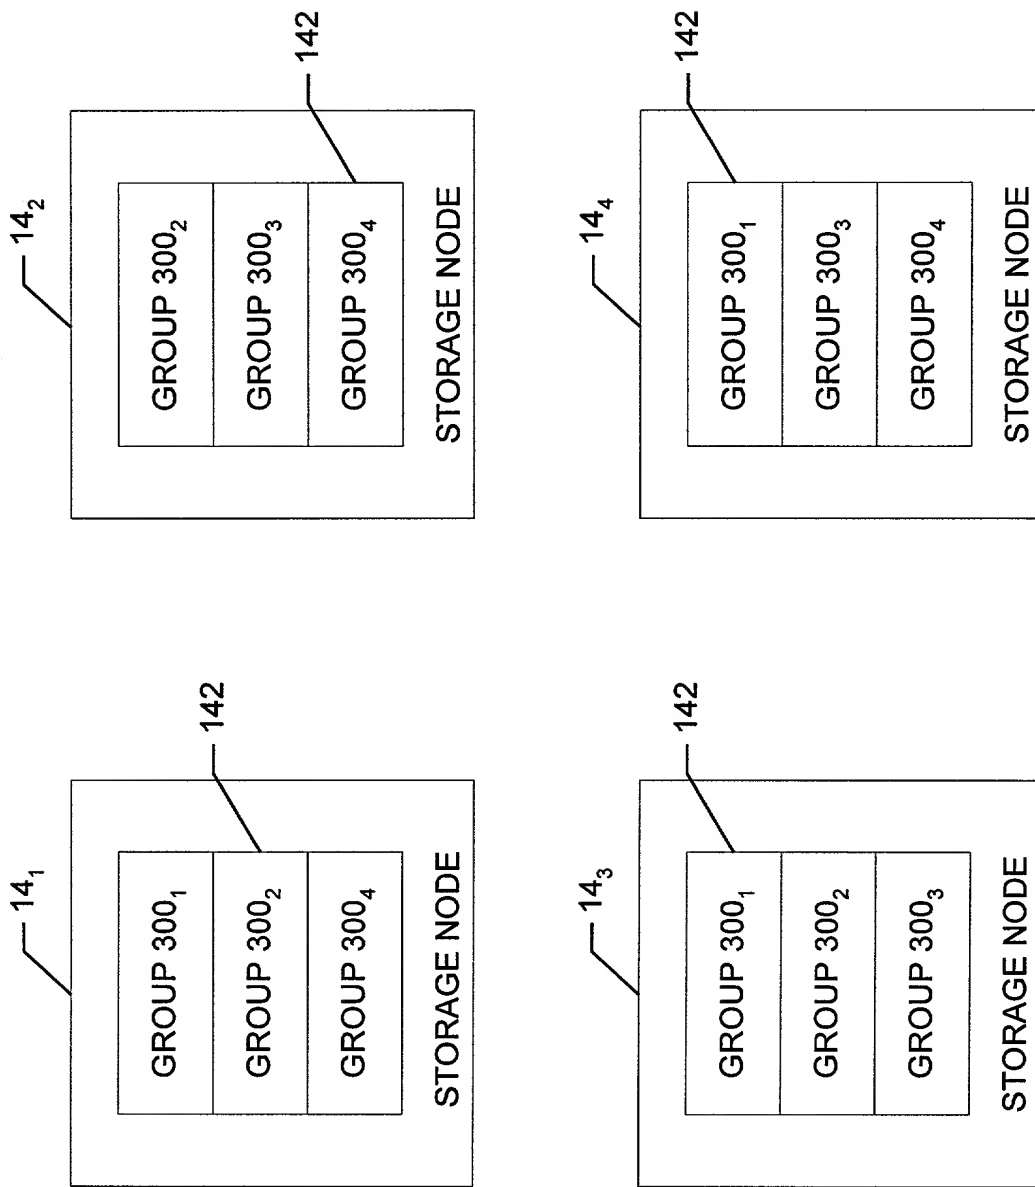 14₁
GROUP 300₁
GROUP 300₂
GROUP 300₄
142
STORAGE NODE
14₂
GROUP 300₂
GROUP 300₃
GROUP 300₄
142
STORAGE NODE
14₃
GROUP 300₁
GROUP 300₂
GROUP 300₃
142
STORAGE NODE
14₄
GROUP 300₁
GROUP 300₃
GROUP 300₄
142
STORAGE NODE